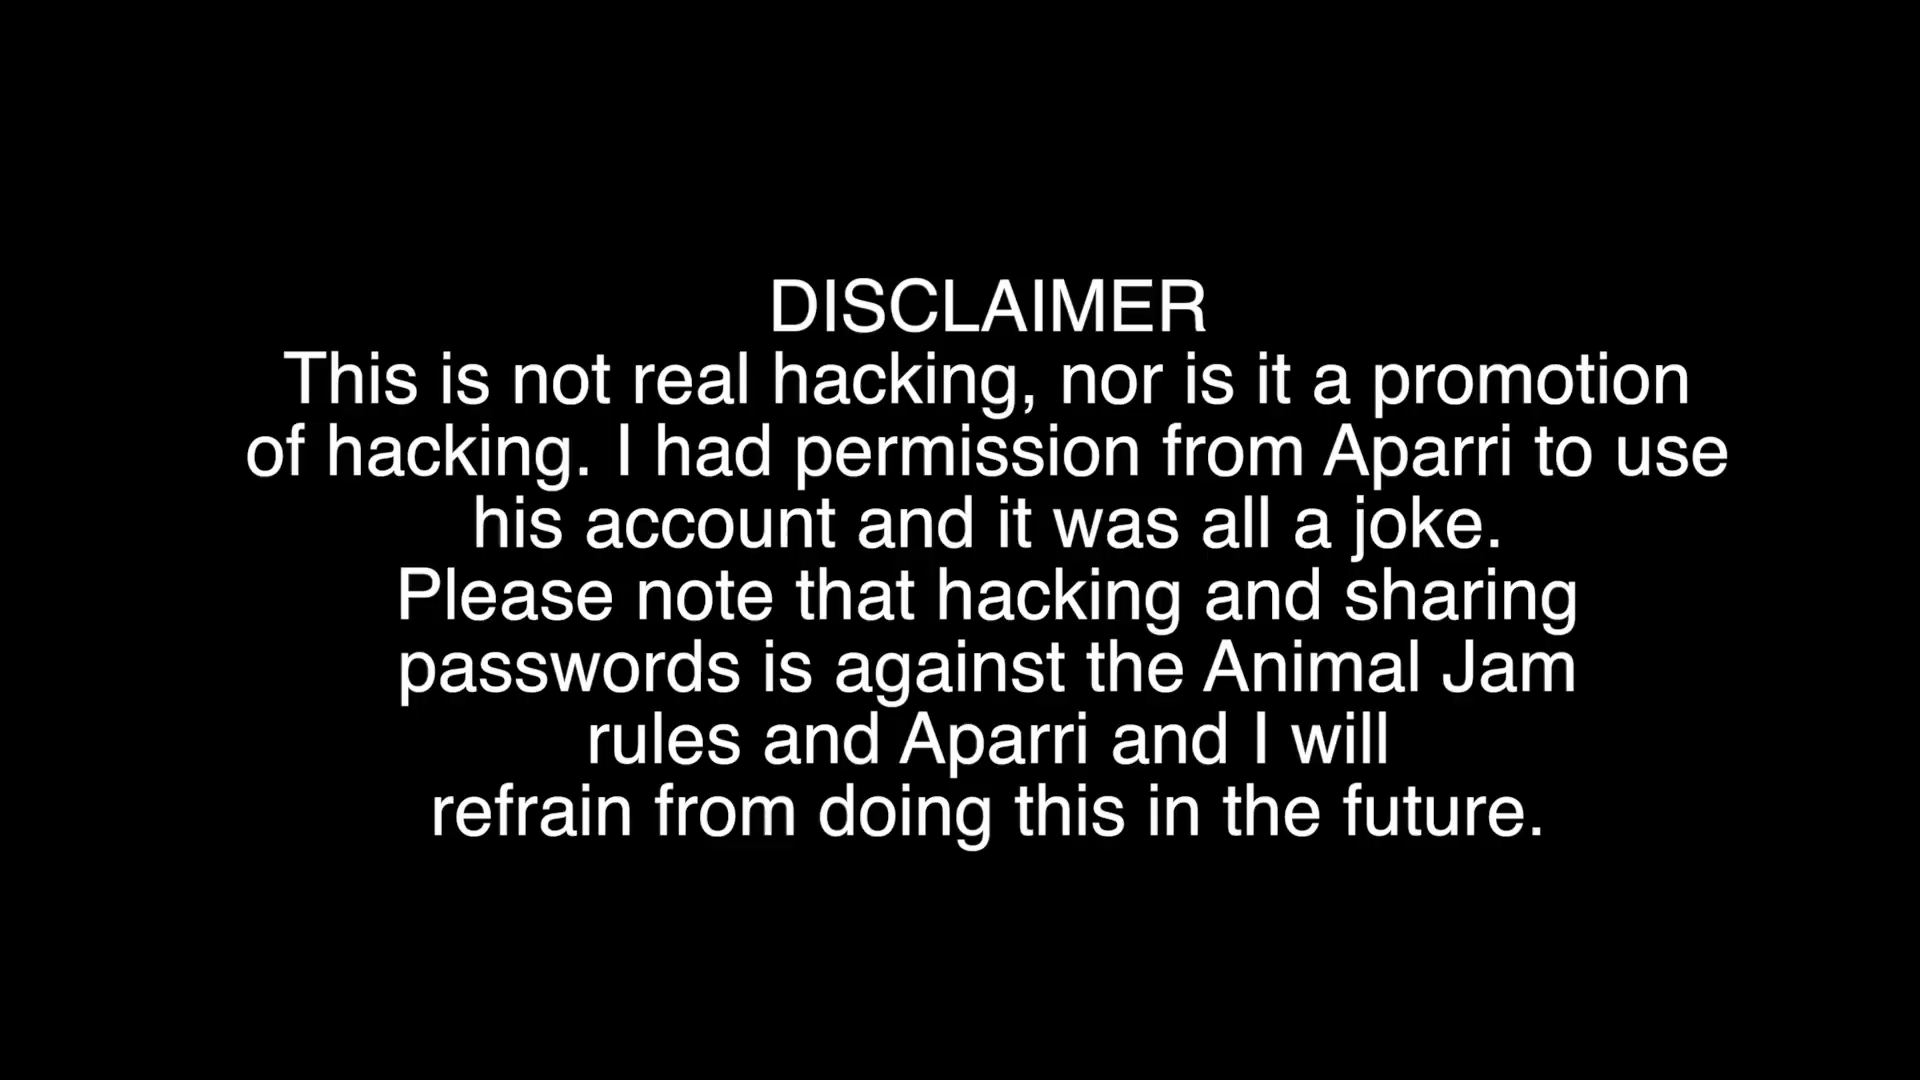 DISCLAIMER
This is not real hacking, nor is it a promotion
of hacking. I had permission from Aparri to use
his account and it was all a joke.
Please note that hacking and sharing
passwords is against the Animal Jam
rules and Aparri and I will
refrain from doing this in the future.